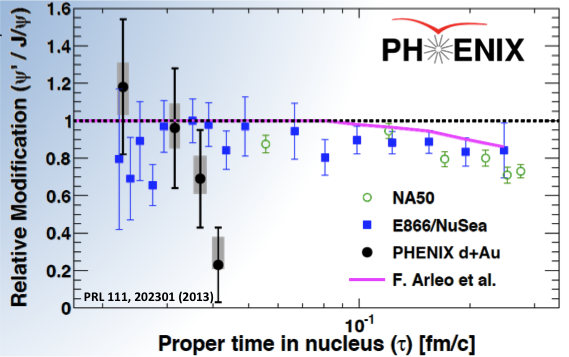 Relative Modification (ψ' / J/ψ)
1.6
1.4
1.2
1
0.8
0.6
0.4
0.2
0
PHENIX
NA50
E866/NuSea
PHENIX d+Au
F. Arleo et al.
PRL 111, 202301 (2013)
10⁻¹
Proper time in nucleus (τ) [fm/c]